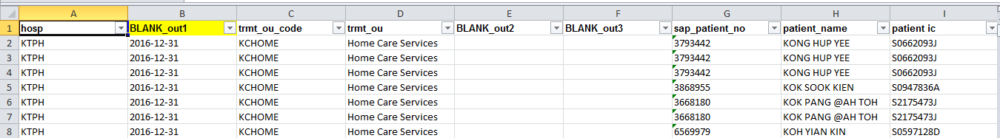 A B C D E F G H I
1 hosp BLANK_out1 trmt_ou_code trmt_ou BLANK_out2 BLANK_out3 sap_patient_no patient_name patient ic
2 KTPH 2016-12-31 KCHOME Home Care Services 3793442 KONG HUP YEE S0662093J
3 KTPH 2016-12-31 KCHOME Home Care Services 3793442 KONG HUP YEE S0662093J
4 KTPH 2016-12-31 KCHOME Home Care Services 3793442 KONG HUP YEE S0662093J
5 KTPH 2016-12-31 KCHOME Home Care Services 3868955 KOK SOOK KIEN S0947836A
6 KTPH 2016-12-31 KCHOME Home Care Services 3668180 KOK PANG @AH TOH S2175473J
7 KTPH 2016-12-31 KCHOME Home Care Services 3668180 KOK PANG @AH TOH S2175473J
8 KTPH 2016-12-31 KCHOME Home Care Services 6569979 KOH YIAN KIN S0597128D